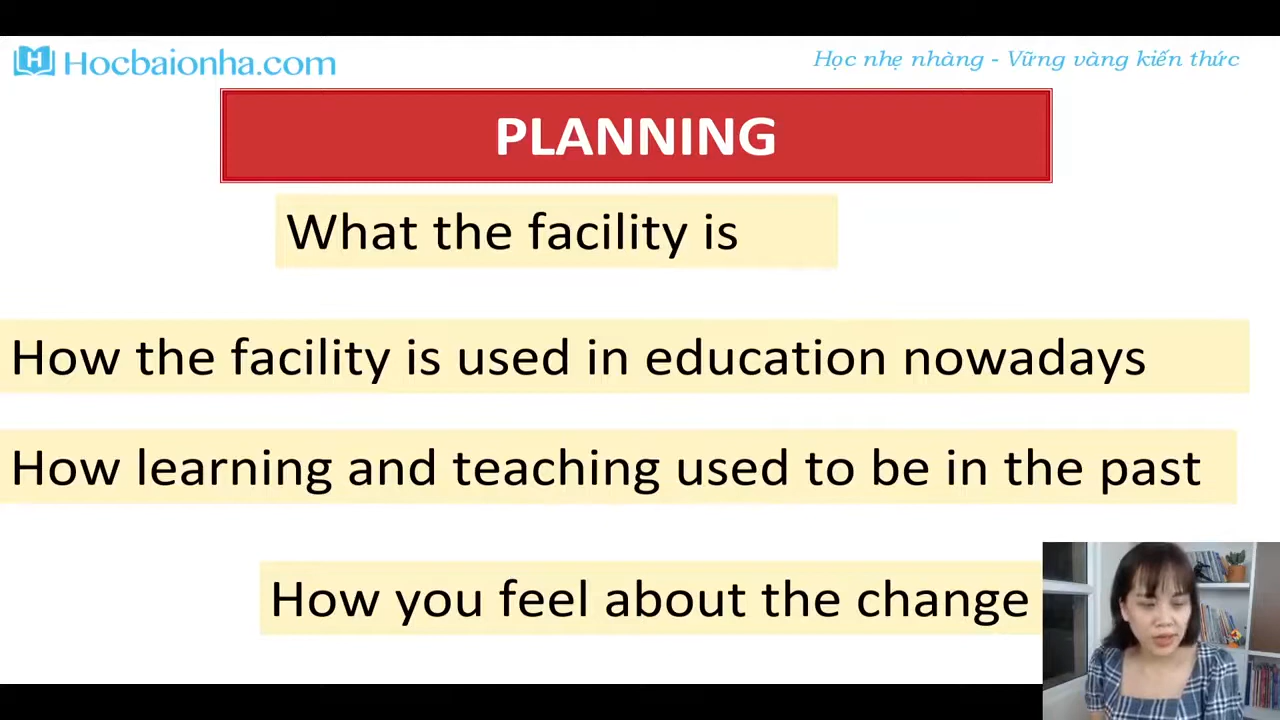 Hocbaionha.com
Học nhẹ nhàng - Vững vàng kiến thức
PLANNING
What the facility is
How the facility is used in education nowadays
How learning and teaching used to be in the past
How you feel about the change